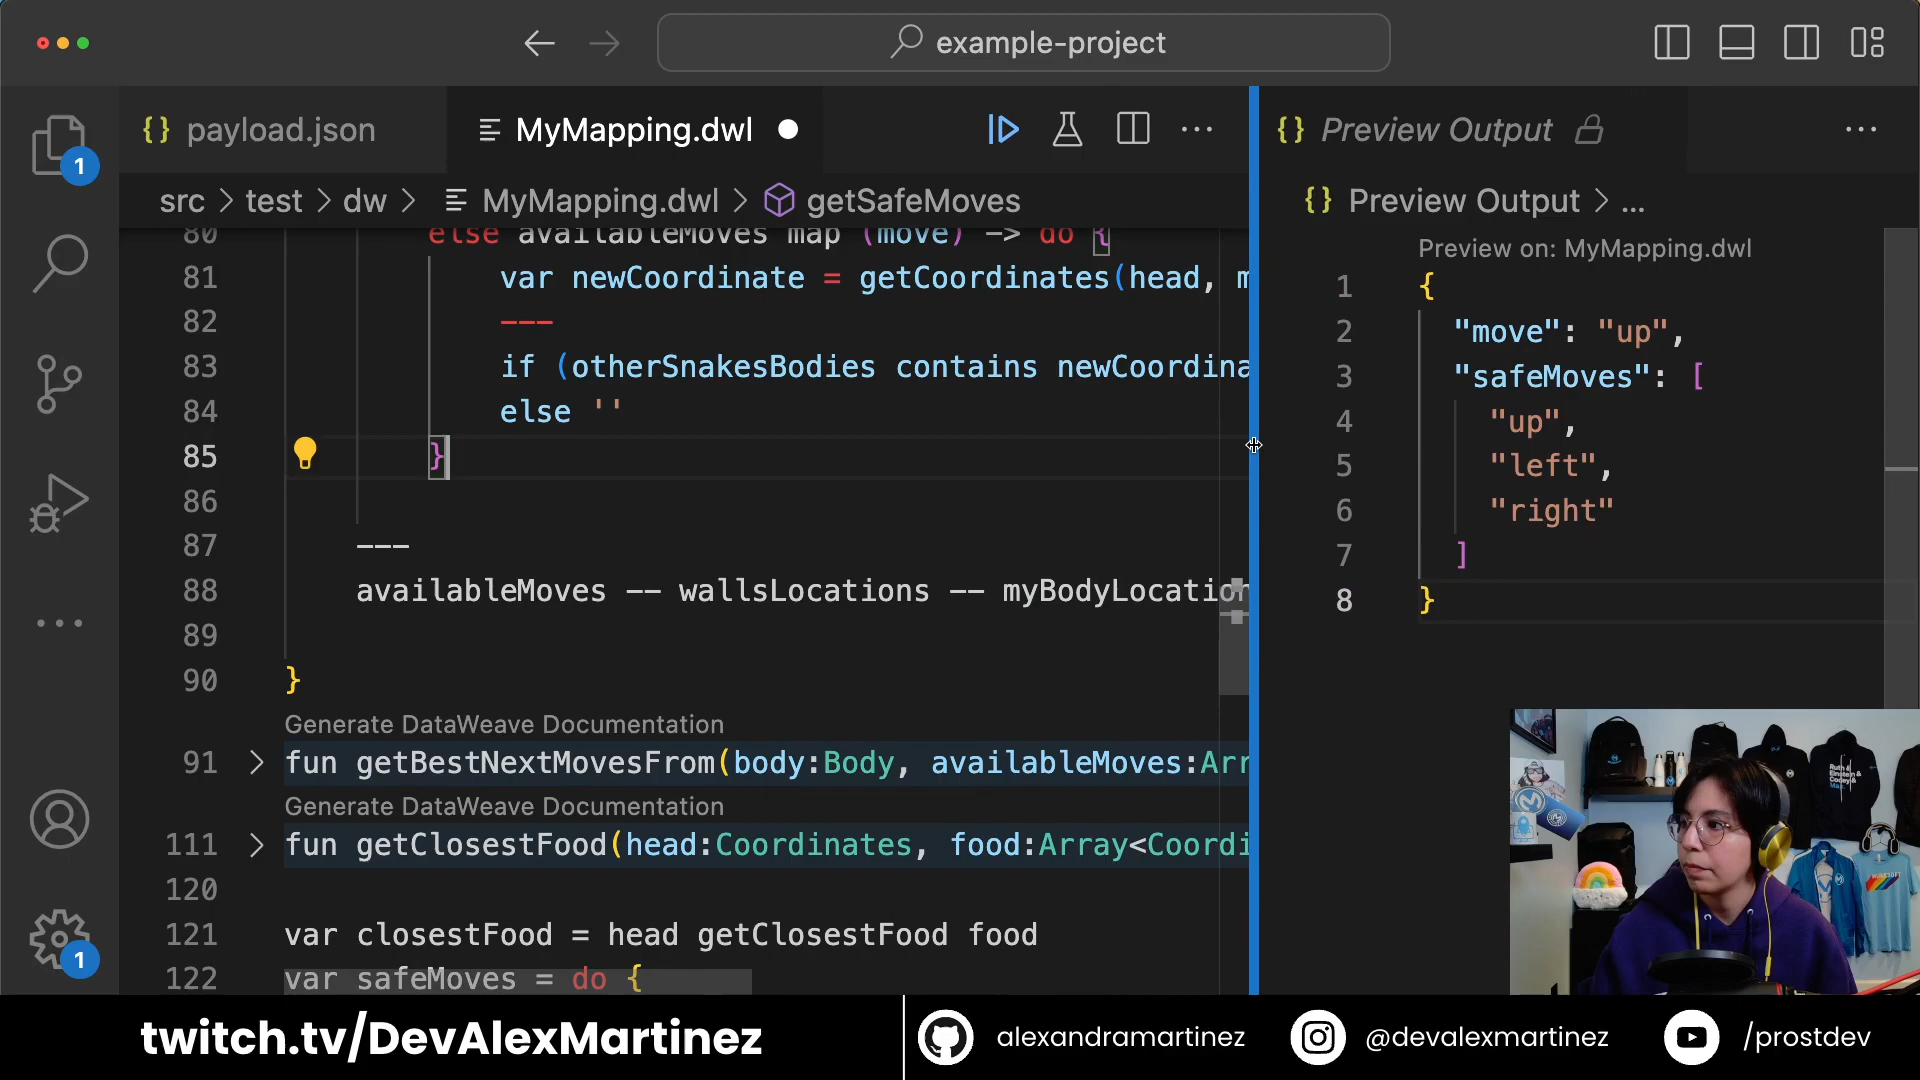 example-project
{} payload.json
MyMapping.dwl
{} Preview Output
src > test > dw > MyMapping.dwl > getSafeMoves
{} Preview Output > ...
80 else availableMoves map (move) -> do {
81 var newCoordinate = getCoordinates(head, m
82 ---
83 if (otherSnakesBodies contains newCoordina
84 else ''
85 }
86
87 ---
88 availableMoves -- wallsLocations -- myBodyLocation
89
90 }
Generate DataWeave Documentation
91 > fun getBestNextMovesFrom(body:Body, availableMoves:Arr
Generate DataWeave Documentation
111 > fun getClosestFood(head:Coordinates, food:Array<Coordi
120
121 var closestFood = head getClosestFood food
122 var safeMoves = do {
Preview on: MyMapping.dwl
1 {
2 "move": "up",
3 "safeMoves": [
4 "up",
5 "left",
6 "right"
7 ]
8 }
1
1
twitch.tv/DevAlexMartinez
alexandramartinez
@devalexmartinez
/prostdev